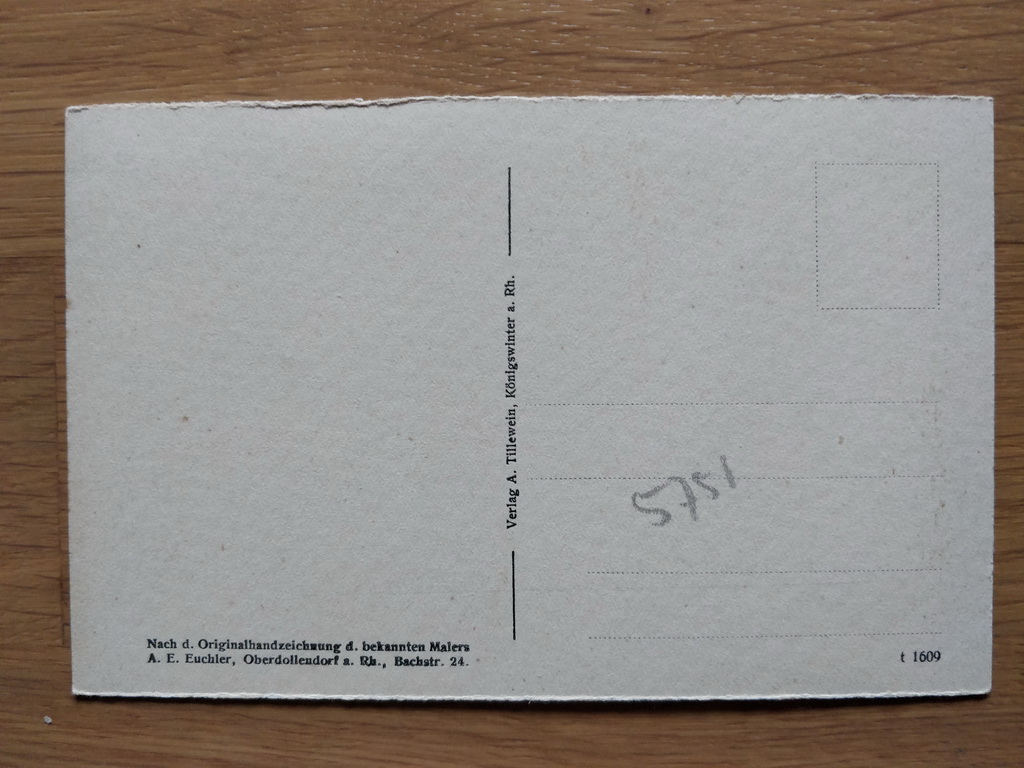 Verlag A. Tillewein, Königswinter a. Rh.
5751
Nach d. Originalhandzeichnung d. bekannten Malers
A. E. Euchler, Oberdollendorf a. Rh., Bachstr. 24.
t 1609